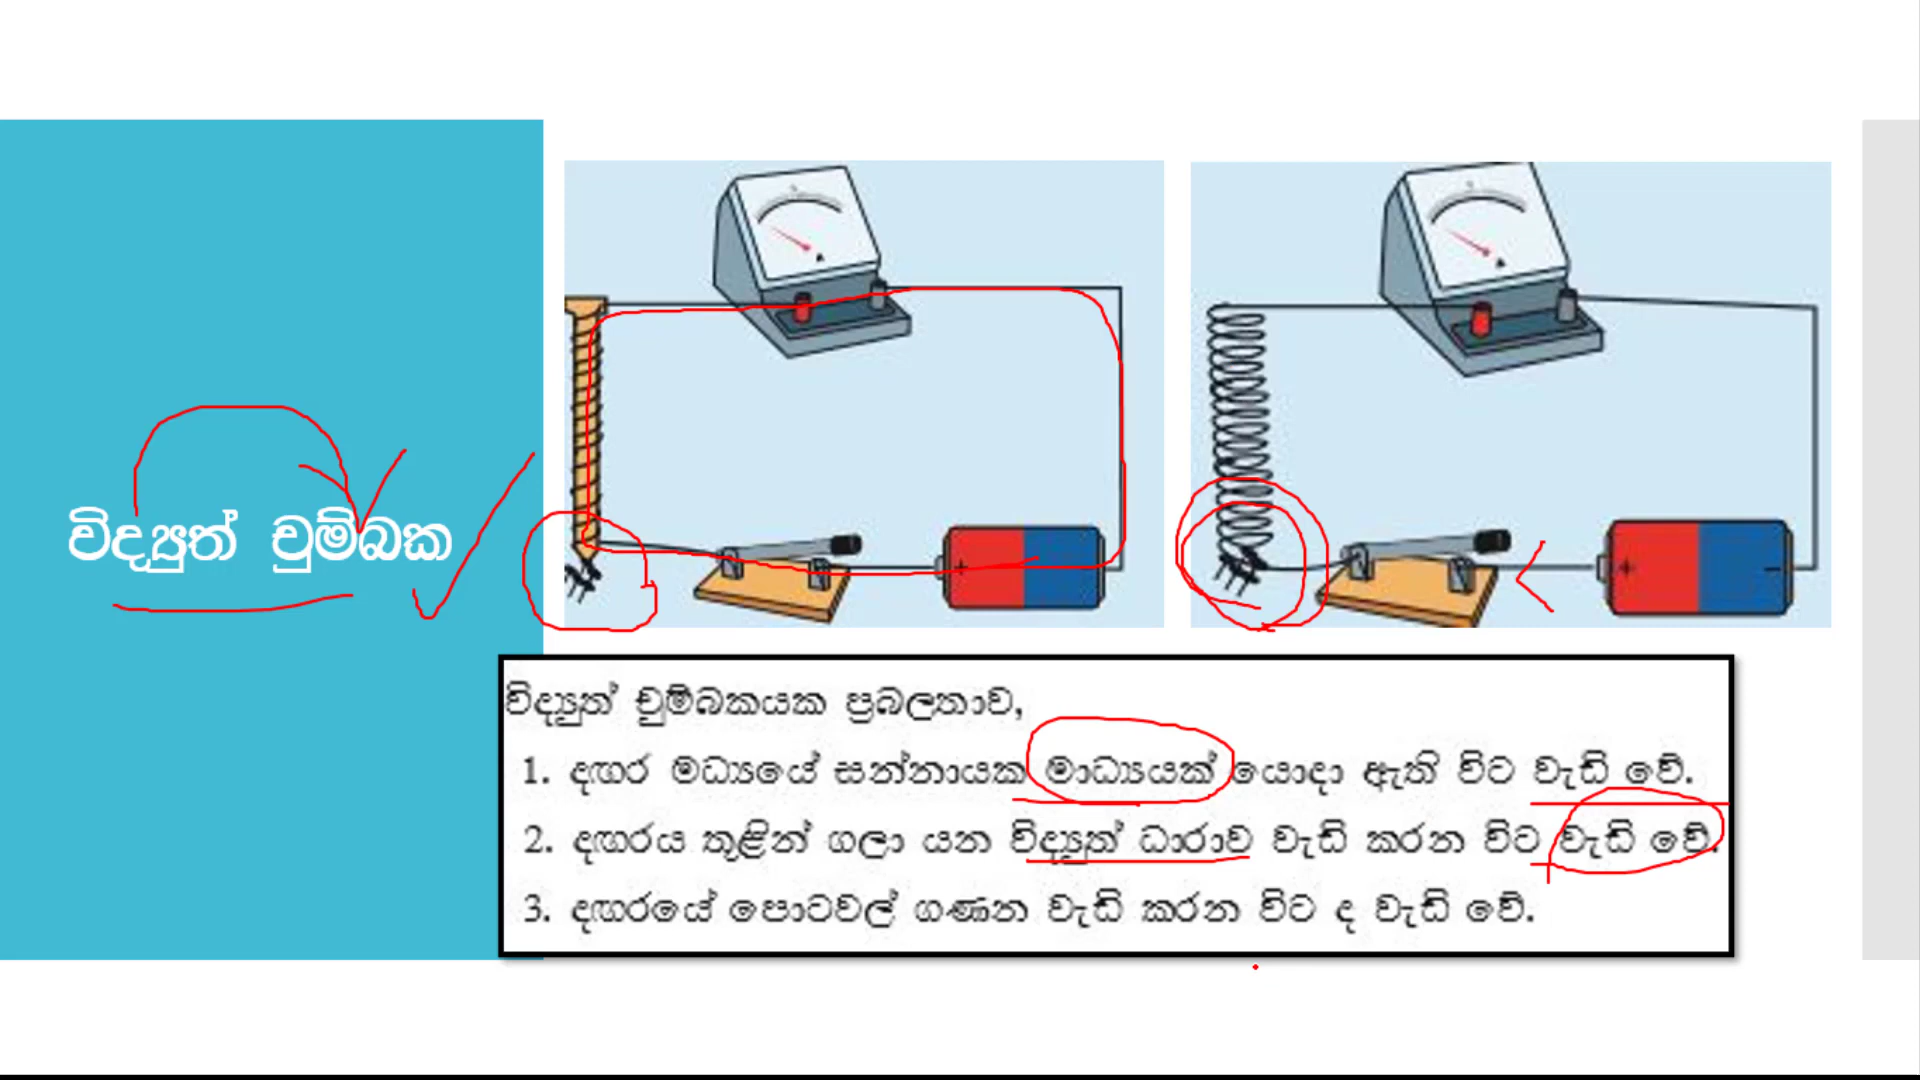 විද්‍යුත් චුම්බක
විද්‍යුත් චුම්බකයක ප්‍රබලතාව,
1. දඟර මධ්‍යයේ සන්නායක මාධ්‍යයක් යොදා ඇති විට වැඩි වේ.
2. දඟරය තුළින් ගලා යන විද්‍යුත් ධාරාව වැඩි කරන විට වැඩි වේ.
3. දඟරයේ පොටවල් ගණන වැඩි කරන විට ද වැඩි වේ.